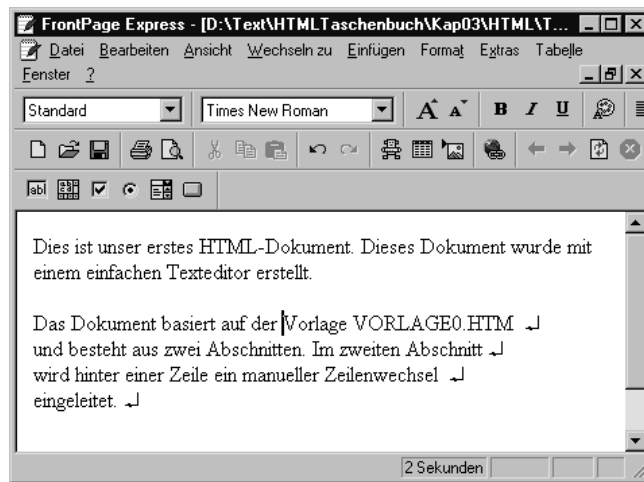 FrontPage Express - [D:\Text\HTMLTaschenbuch\Kap03\HTML\T...
Datei Bearbeiten Ansicht Wechseln zu Einfügen Format Extras Tabelle
Fenster ?
Standard Times New Roman A A B I U
abl
Dies ist unser erstes HTML-Dokument. Dieses Dokument wurde mit
einem einfachen Texteditor erstellt.
Das Dokument basiert auf der Vorlage VORLAGE0.HTM ↲
und besteht aus zwei Abschnitten. Im zweiten Abschnitt ↲
wird hinter einer Zeile ein manueller Zeilenwechsel ↲
eingeleitet. ↲
2 Sekunden